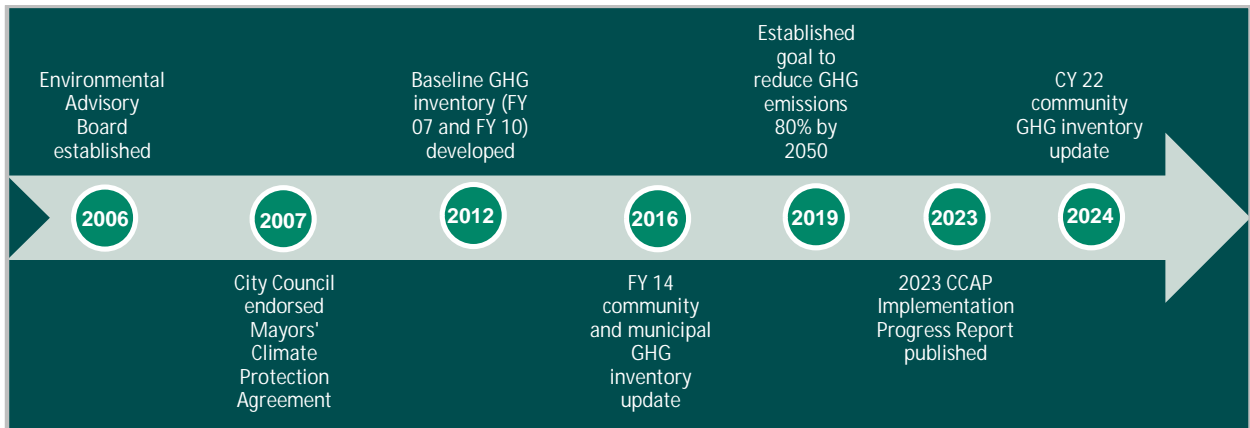 Environmental
Advisory
Board
established
2006
2007
City Council
endorsed
Mayors'
Climate
Protection
Agreement
Baseline GHG
inventory (FY
07 and FY 10)
developed
2012
2016
FY 14
community
and municipal
GHG
inventory
update
Established
goal to
reduce GHG
emissions
80% by
2050
2019
2023
2023 CCAP
Implementation
Progress Report
published
CY 22
community
GHG inventory
update
2024